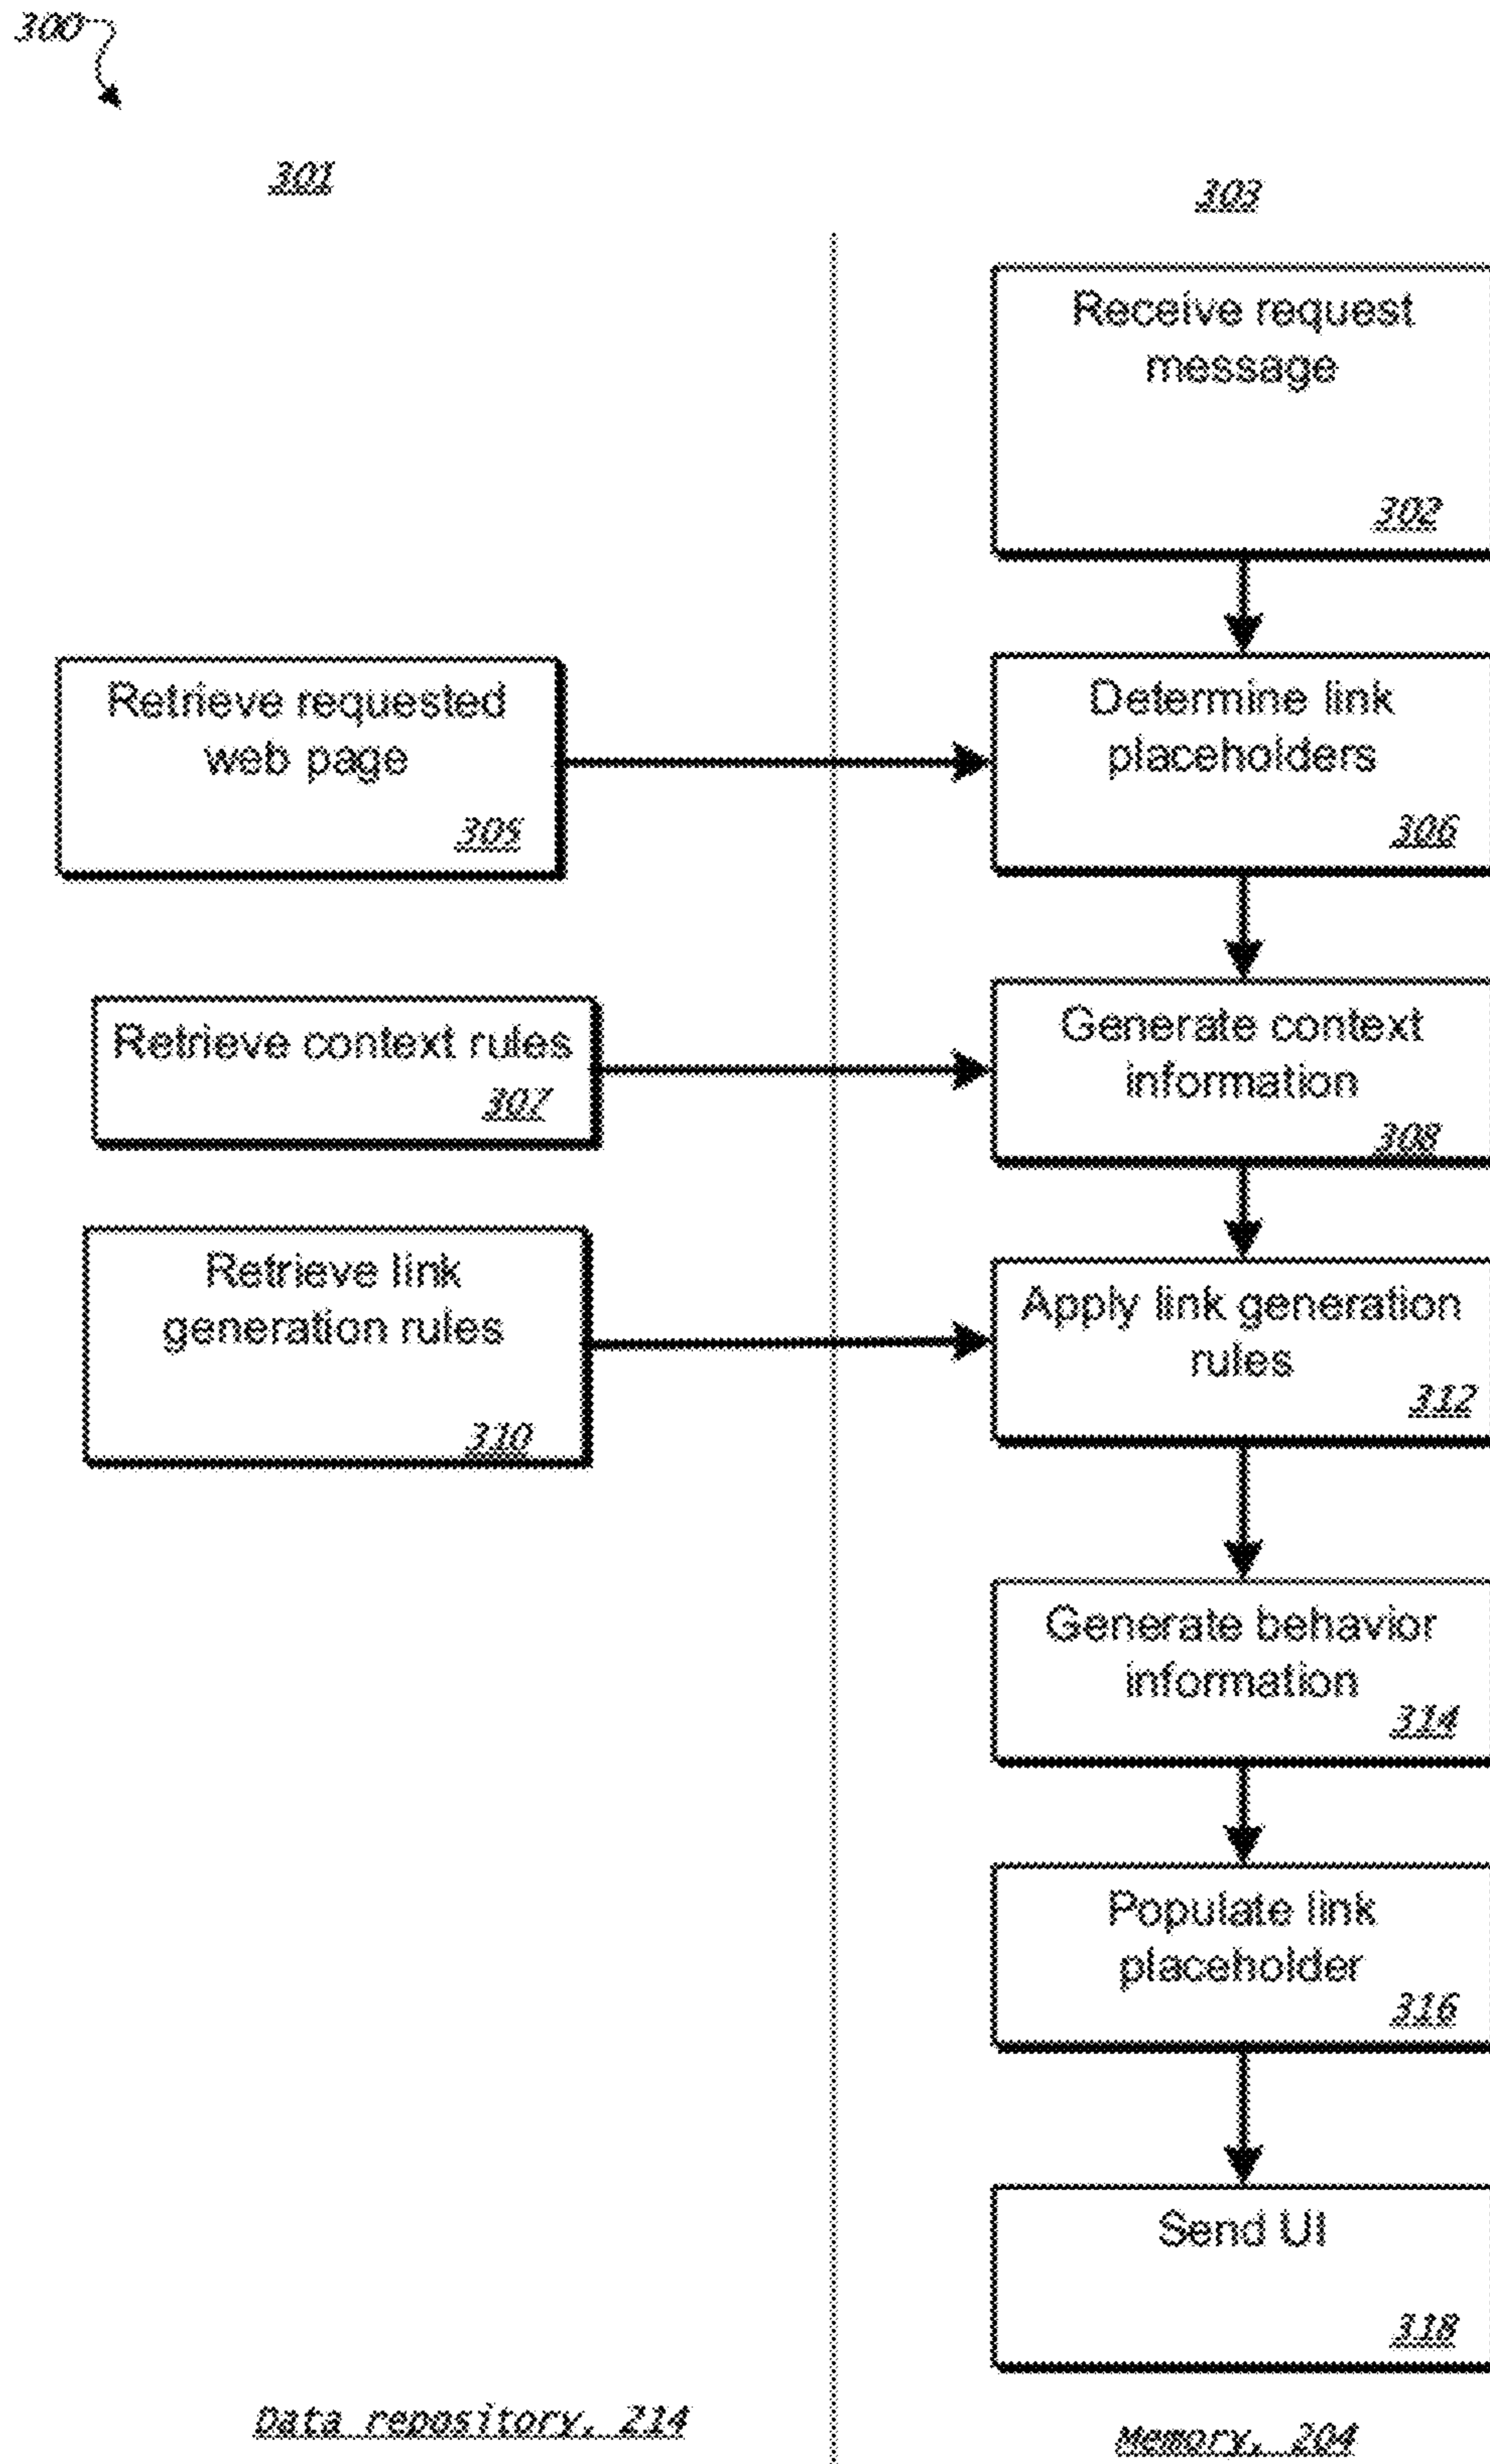 300
301
303
Receive request
message
302
Retrieve requested
web page
305
Determine link
placeholders
306
Retrieve context rules
307
Generate context
information
308
Retrieve link
generation rules
310
Apply link generation
rules
312
Generate behavior
information
314
Populate link
placeholder
316
Send UI
318
Data repository, 214
Memory, 204